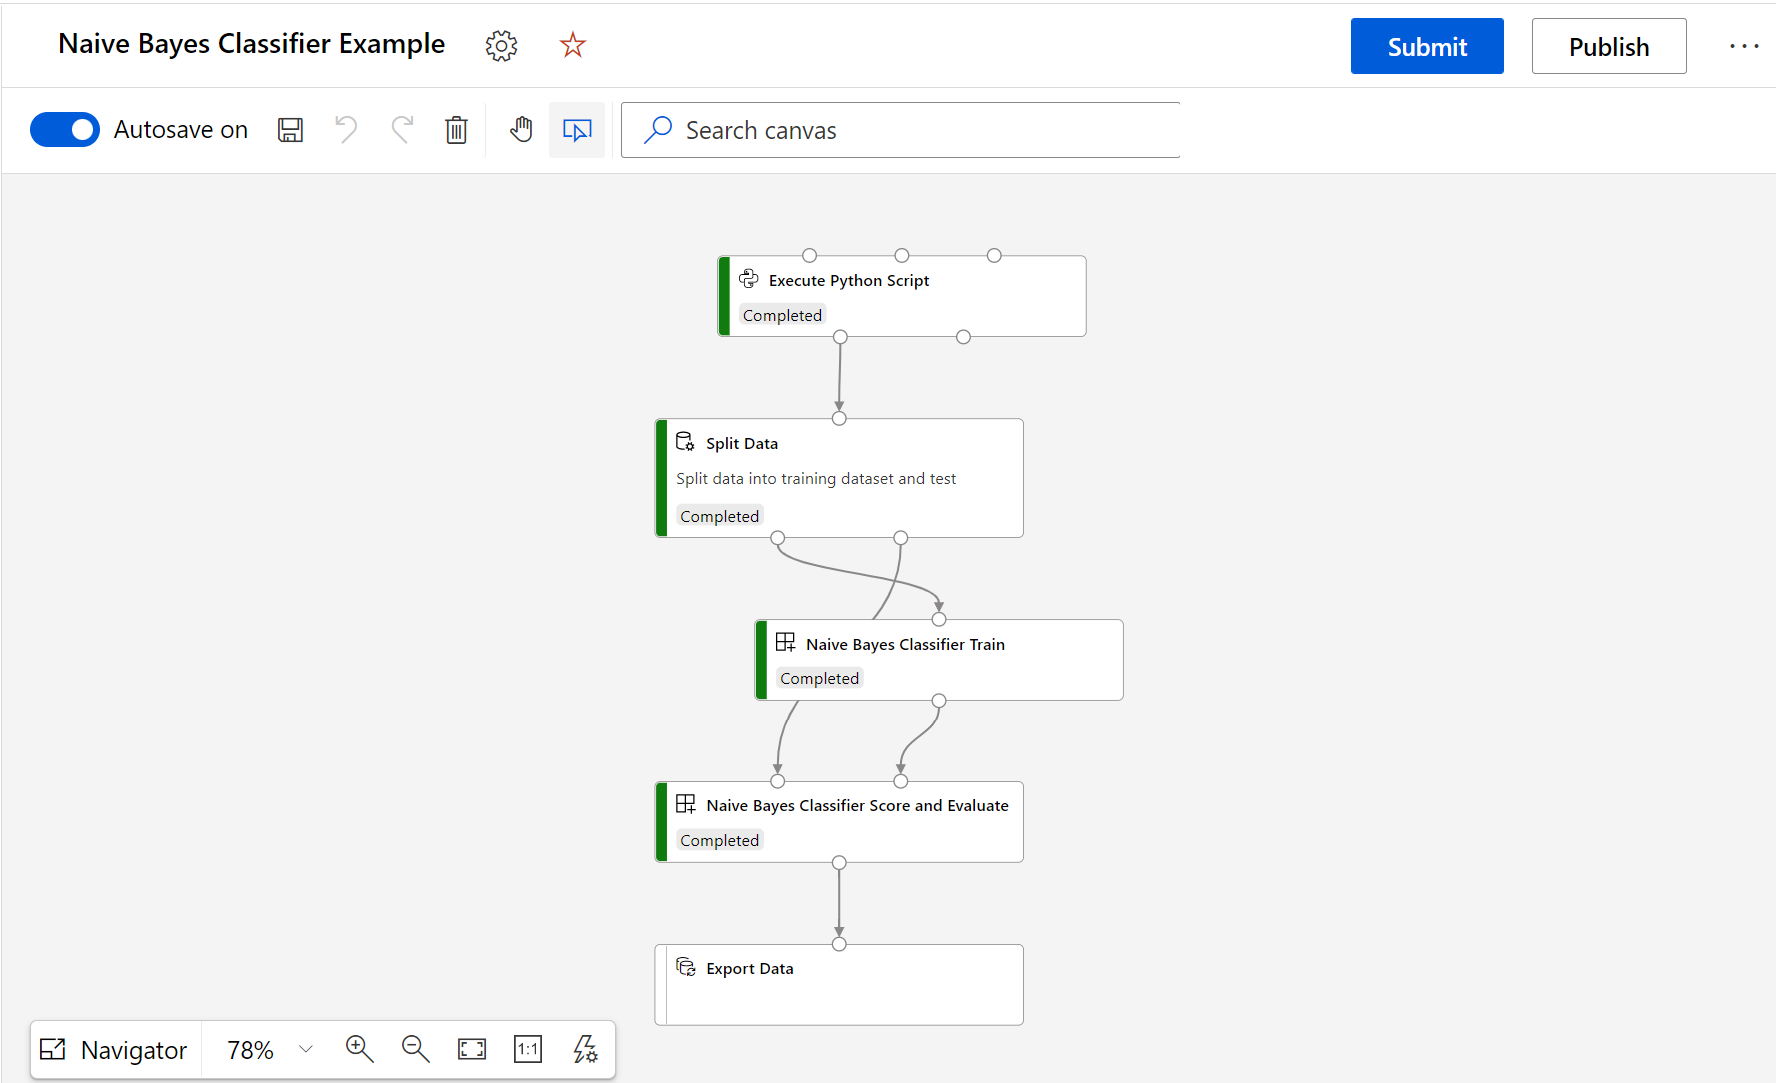 Naive Bayes Classifier Example
Submit
Publish
Autosave on
Search canvas
Execute Python Script
Completed
Split Data
Split data into training dataset and test
Completed
Naive Bayes Classifier Train
Completed
Naive Bayes Classifier Score and Evaluate
Completed
Export Data
Navigator
78%
1:1